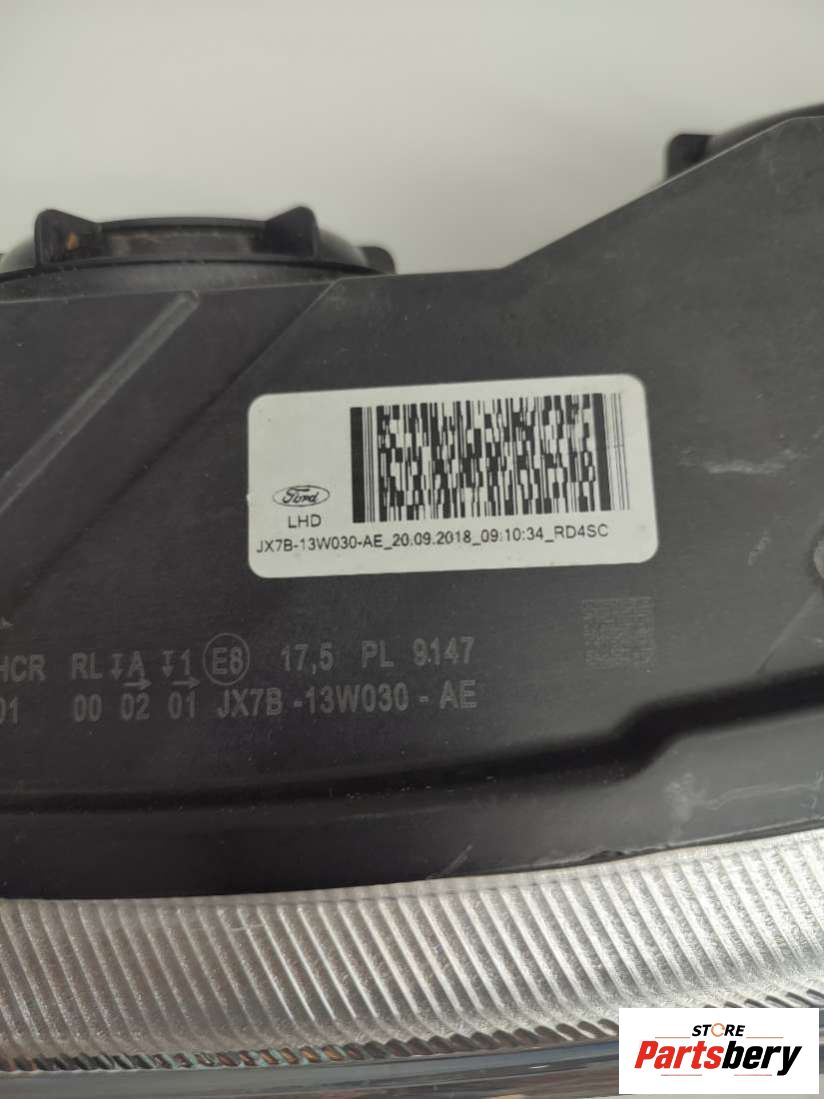 Ford
LHD
JX7B-13W030-AE_20.09.2018_09:10:34_RD4SC
HCR RL A 1 E8 17,5 PL 9147
01 00 02 01 JX7B-13W030-AE
STORE
Partsbery